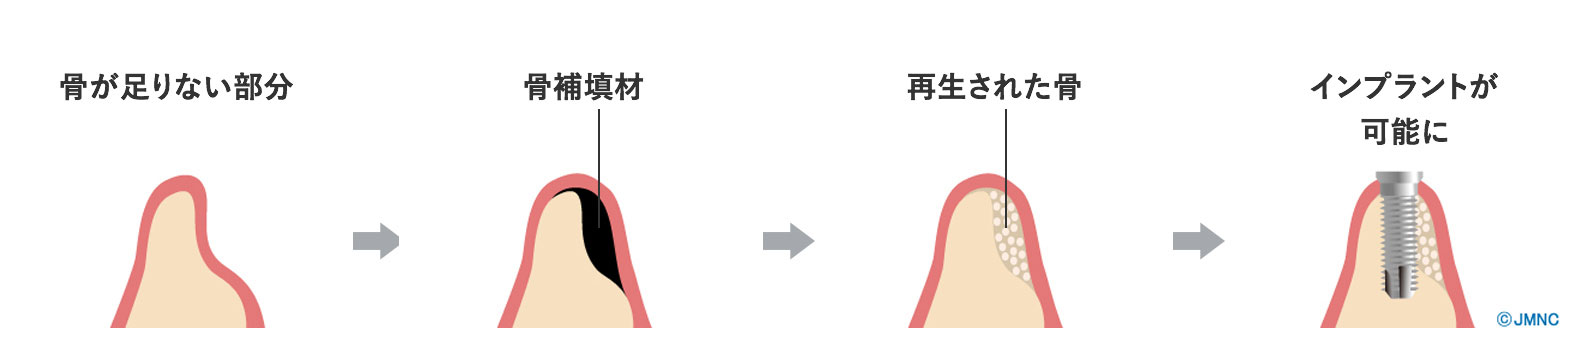 骨が足りない部分
骨補填材
再生された骨
インプラントが
可能に
©JMNC